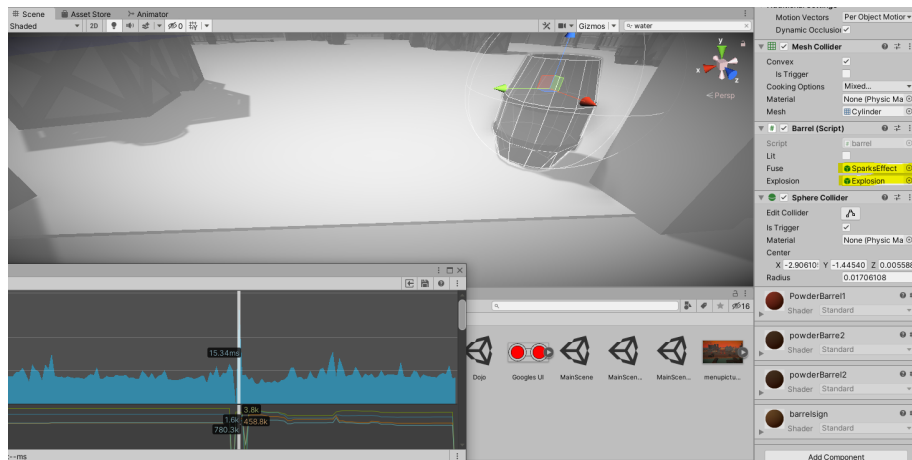 Scene
Asset Store
Animator
Shaded
2D
0
Gizmos
water
y
x
z
Persp
Motion Vectors
Per Object Motion
Dynamic Occlusion
Mesh Collider
Convex
Is Trigger
Cooking Options
Mixed...
Material
None (Physic Ma
Mesh
Cylinder
#
Barrel (Script)
Script
barrel
Lit
Fuse
SparksEffect
Explosion
Explosion
Sphere Collider
Edit Collider
Is Trigger
Material
None (Physic Ma
Center
X -2.90610 Y -1.44540 Z 0.005588
Radius
0.01706108
PowderBarrel1
Shader Standard
powderBarre2
Shader Standard
powderBarrel2
Shader Standard
barrelsign
Shader Standard
Add Component
15.34ms
3.8k
1.6k
458.8k
780.3k
--ms
16
Dojo
Googles UI
MainScene
MainScen...
MainScen...
menupictu...